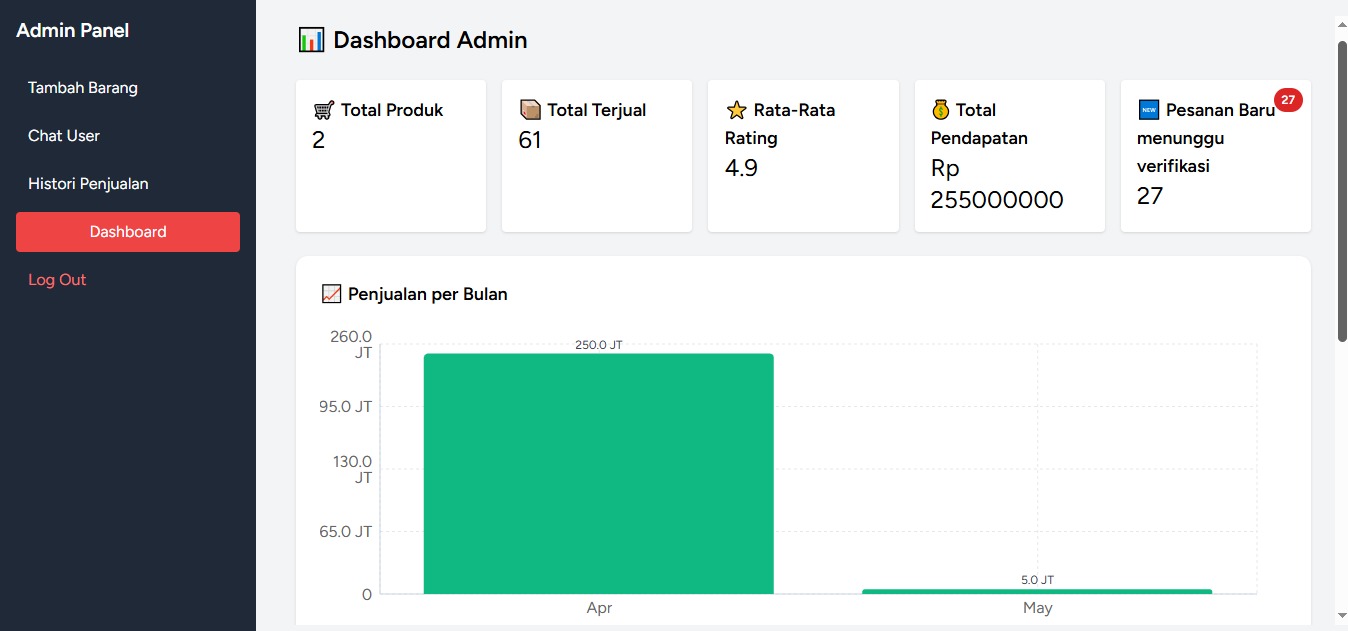 Admin Panel
Tambah Barang
Chat User
Histori Penjualan
Dashboard
Log Out
Dashboard Admin
Total Produk
2
Total Terjual
61
Rata-Rata
Rating
4.9
Total
Pendapatan
Rp
255000000
NEW Pesanan Baru
27
menunggu
verifikasi
27
Penjualan per Bulan
260.0
JT
95.0 JT
130.0
JT
65.0 JT
0
250.0 JT
5.0 JT
Apr
May